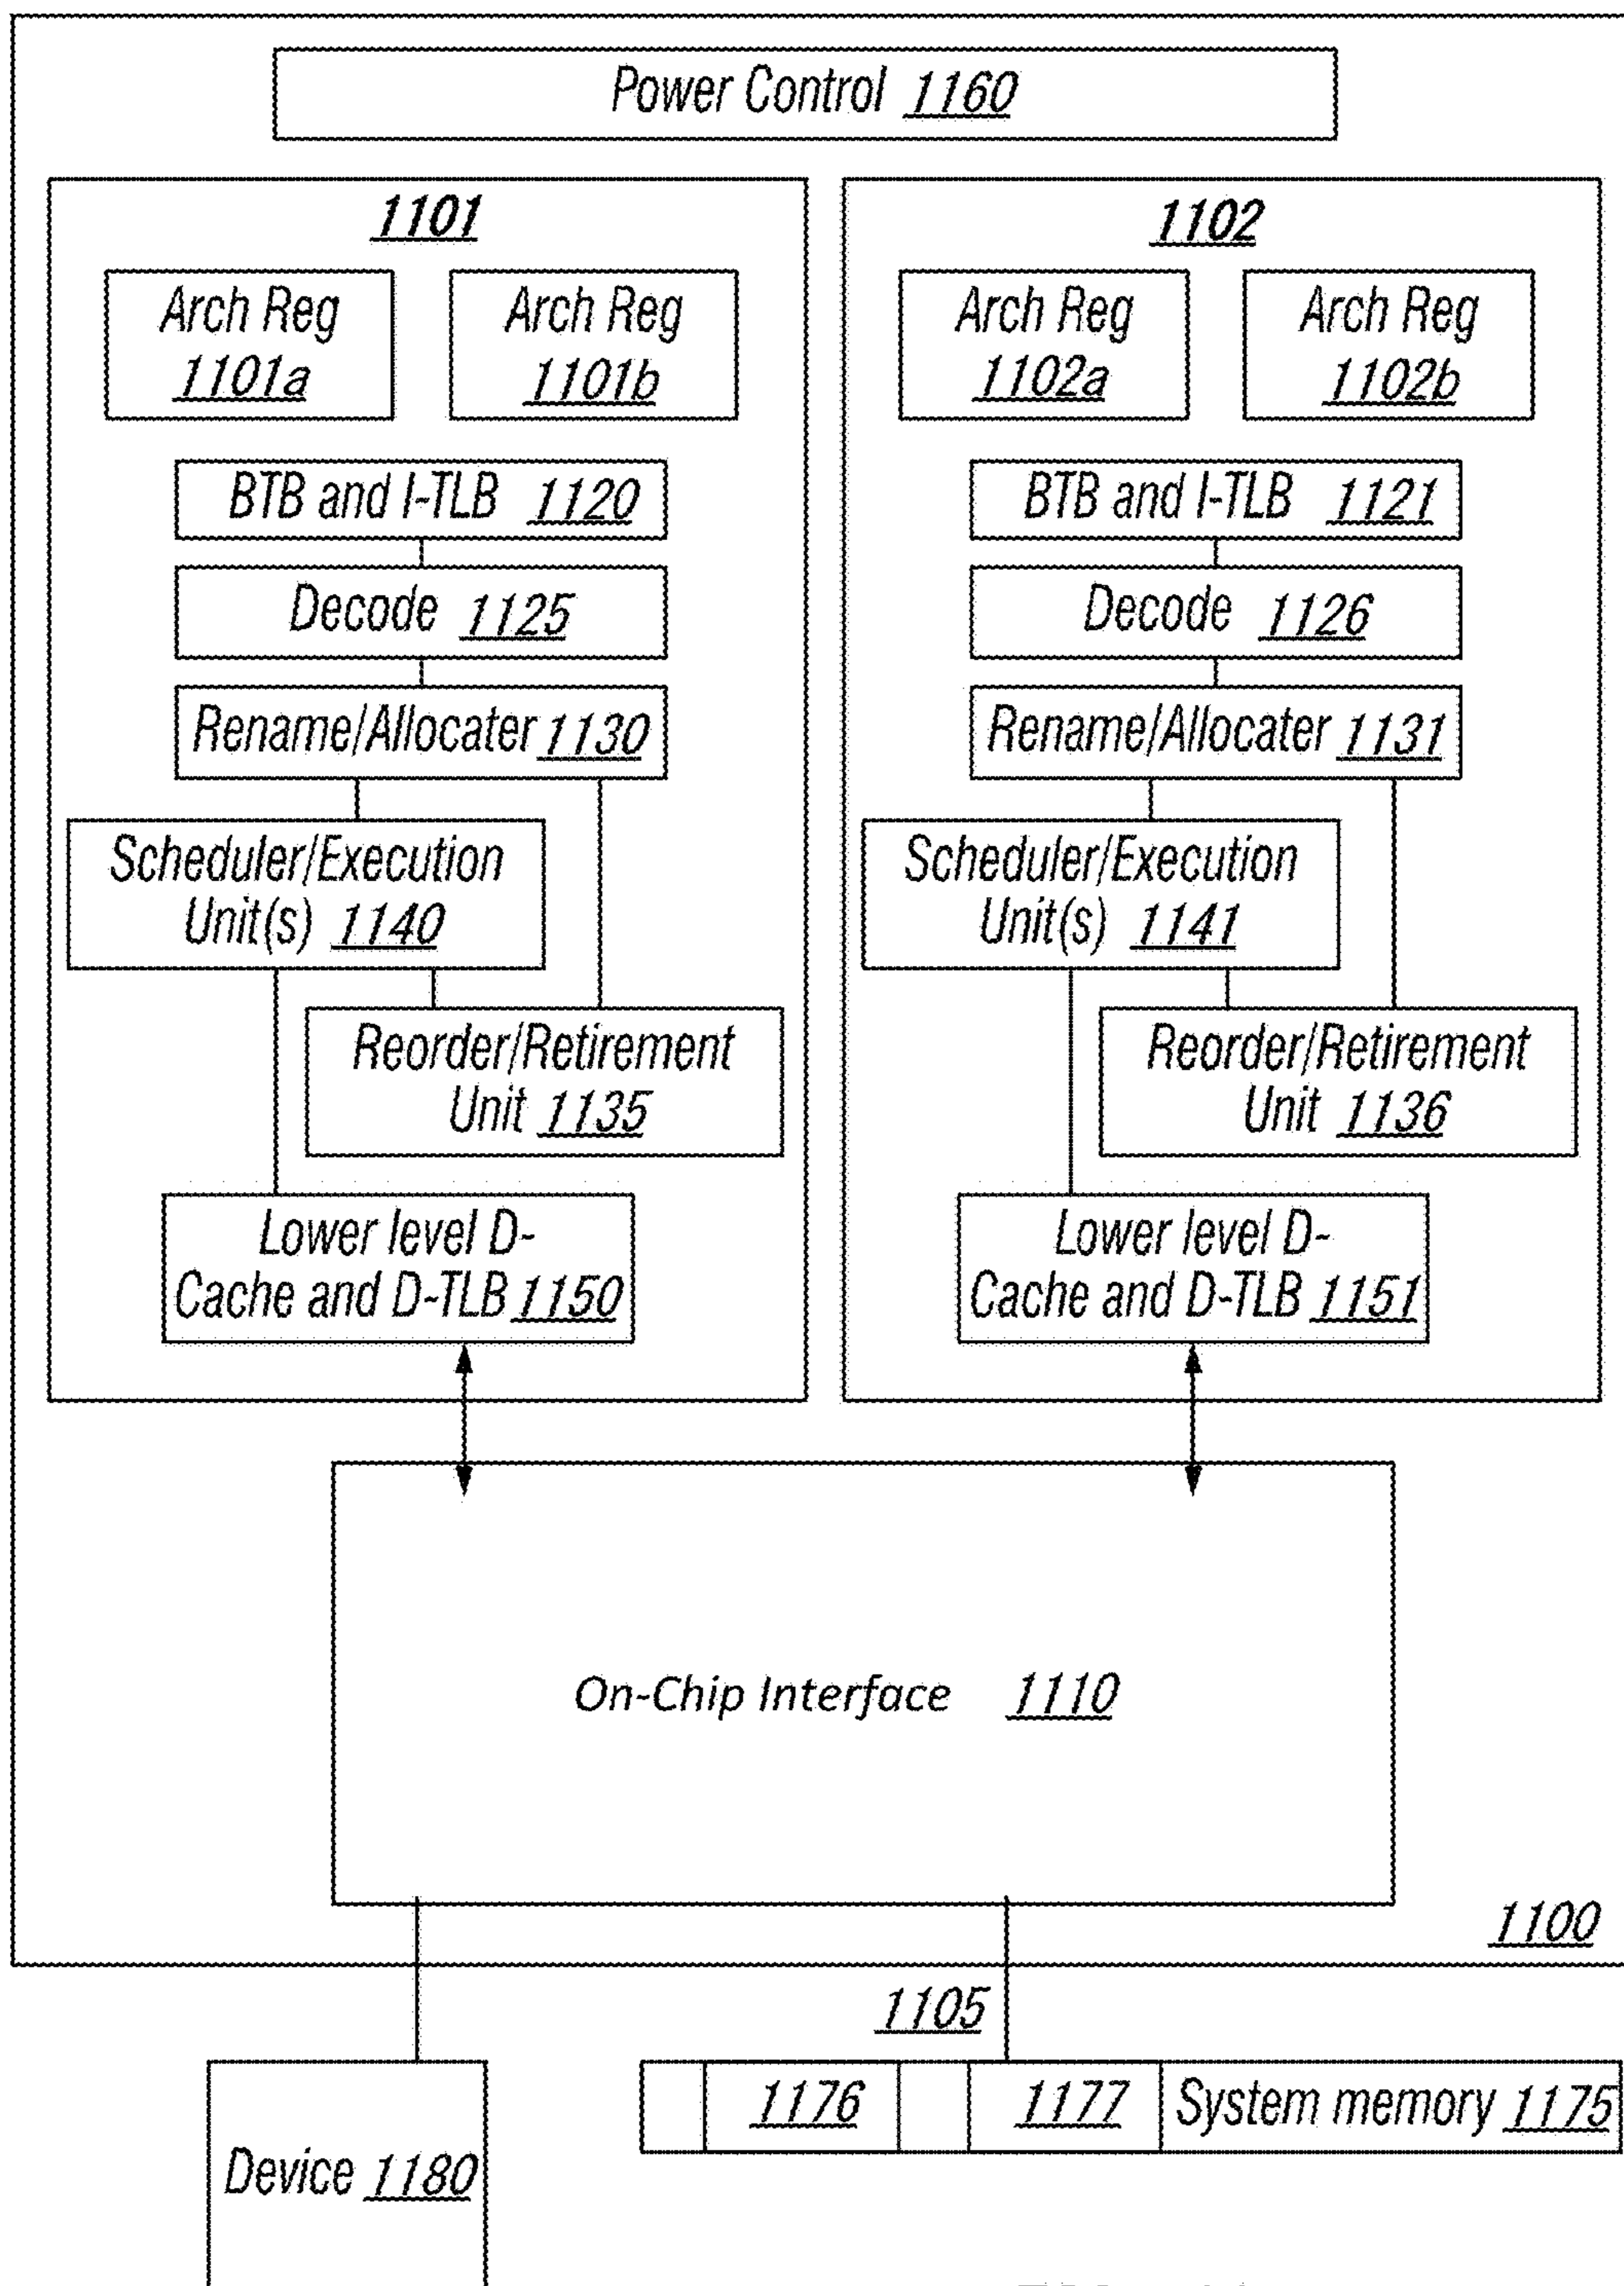 Power Control 1160
1101
Arch Reg
1101a
Arch Reg
1101b
BTB and I-TLB 1120
Decode 1125
Rename/Allocater 1130
Scheduler/Execution
Unit(s) 1140
Reorder/Retirement
Unit 1135
Lower level D-
Cache and D-TLB 1150
1102
Arch Reg
1102a
Arch Reg
1102b
BTB and I-TLB 1121
Decode 1126
Rename/Allocater 1131
Scheduler/Execution
Unit(s) 1141
Reorder/Retirement
Unit 1136
Lower level D-
Cache and D-TLB 1151
On-Chip Interface 1110
1100
1105
1176
1177
System memory 1175
Device 1180